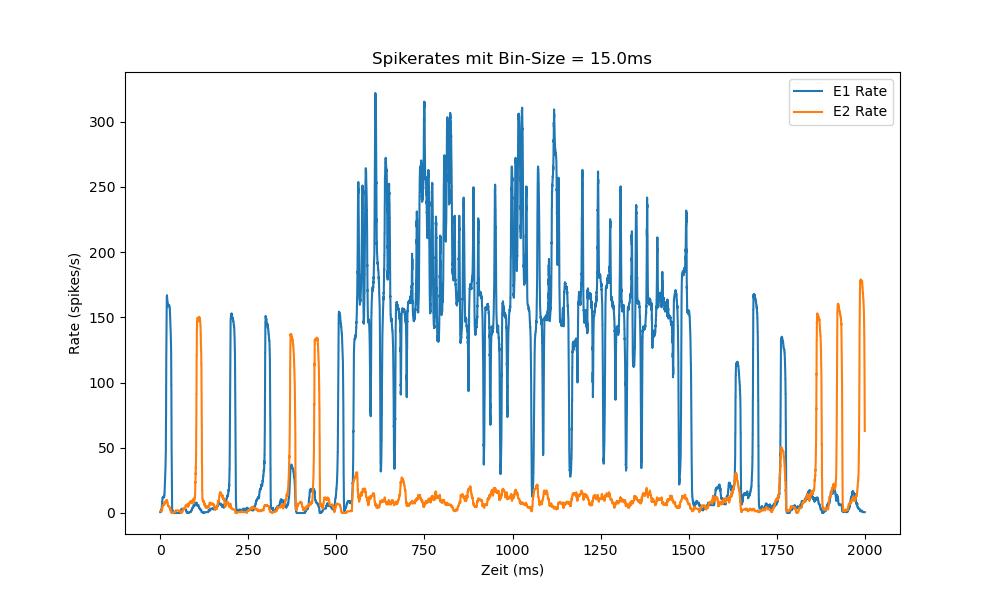 Spikerates mit Bin-Size = 15.0ms
E1 Rate
E2 Rate
Rate (spikes/s)
300
250
200
150
100
50
0
0 250 500 750 1000 1250 1500 1750 2000
Zeit (ms)